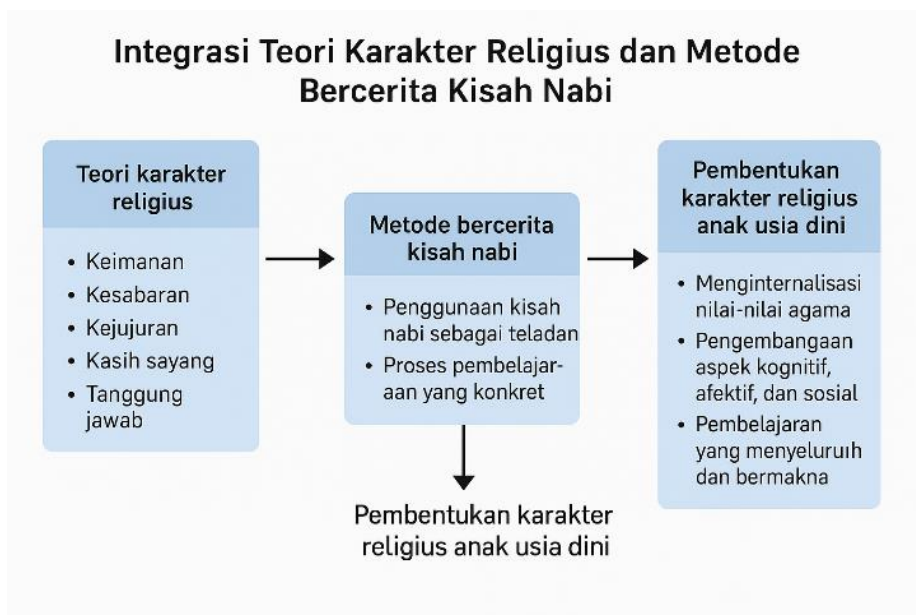 Integrasi Teori Karakter Religius dan Metode
Bercerita Kisah Nabi
Teori karakter
religius
• Keimanan
• Kesabaran
• Kejujuran
• Kasih sayang
• Tanggung
jawab
Metode bercerita
kisah nabi
• Penggunaan kisah
nabi sebagai teladan
• Proses pembelajar-
aan yang konkret
Pembentukan karakter
religius anak usia dini
Pembentukan
karakter religius
anak usia dini
• Menginternalisasi
nilai-nilai agama
• Pengembangaan
aspek kognitif,
afektif, dan sosial
• Pembelajaran
yang menyeluruıh
dan bermakna